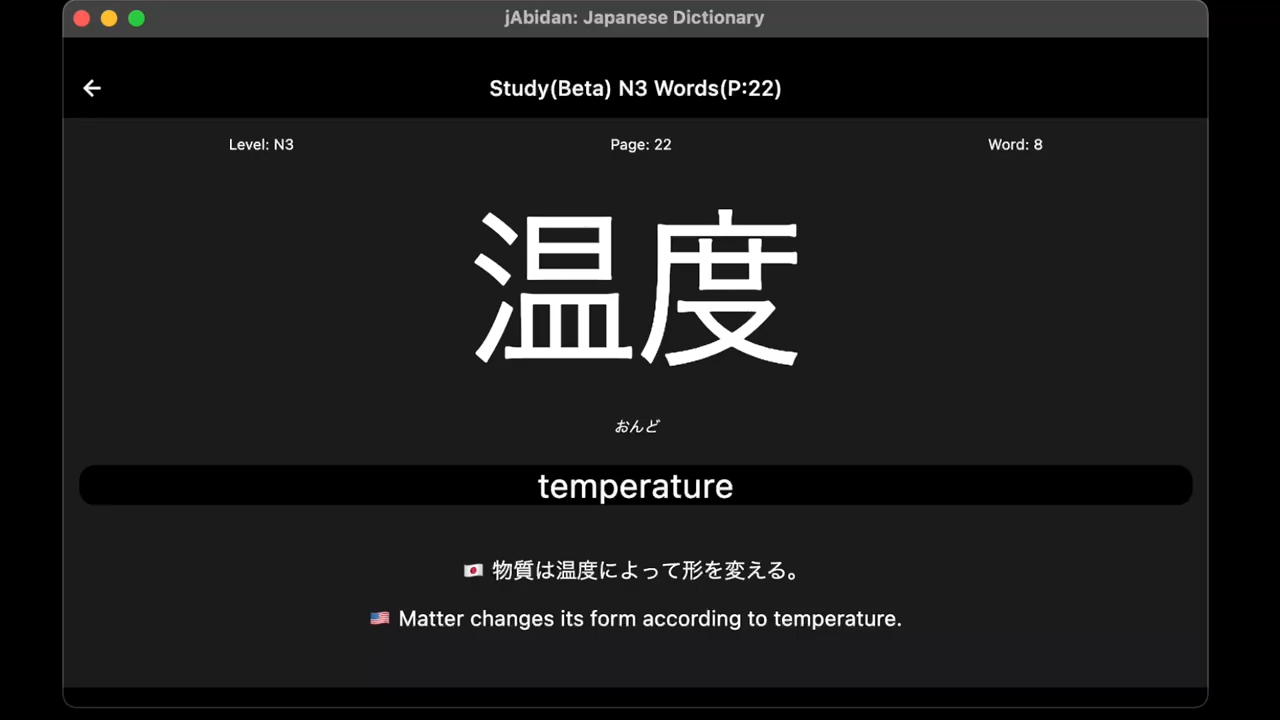 jAbidan: Japanese Dictionary
Study(Beta) N3 Words(P:22)
Level: N3
Page: 22
Word: 8
温度
おんど
temperature
物質は温度によって形を変える。
Matter changes its form according to temperature.